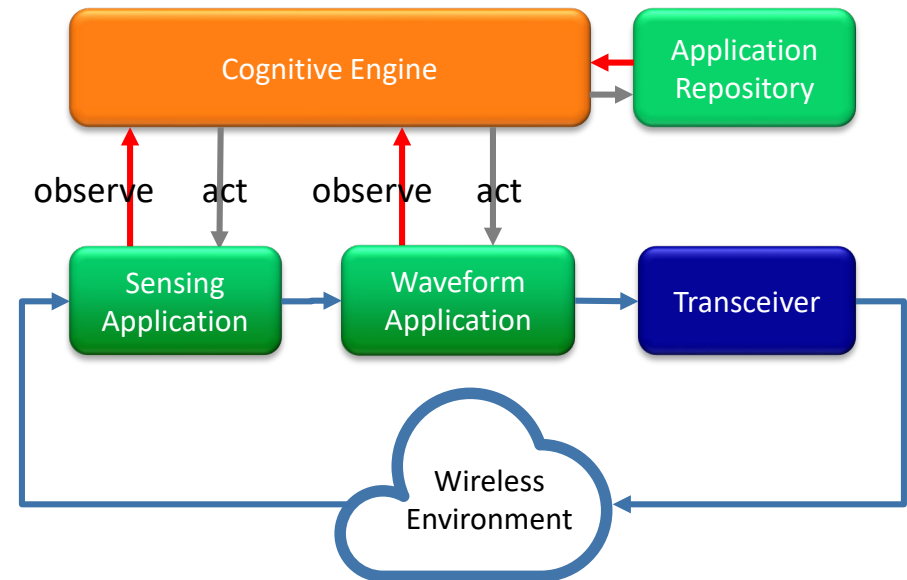 Cognitive Engine
Application
Repository
observe
act
observe
act
Sensing
Application
Waveform
Application
Transceiver
Wireless
Environment